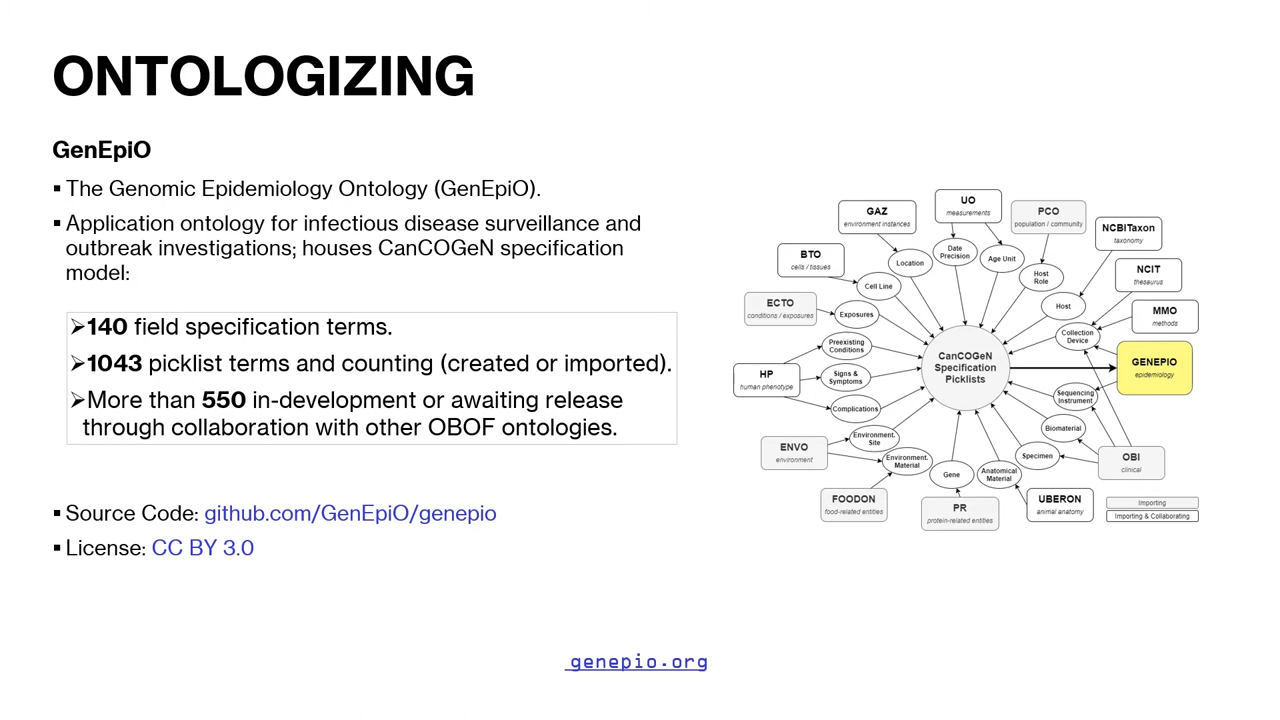 ONTOLOGIZING
GenEpiO
▪ The Genomic Epidemiology Ontology (GenEpiO).
▪ Application ontology for infectious disease surveillance and
outbreak investigations; houses CanCOGeN specification
model:
➢140 field specification terms.
➢1043 picklist terms and counting (created or imported).
➢More than 550 in-development or awaiting release
through collaboration with other OBOF ontologies.
▪ Source Code: github.com/GenEpiO/genepio
▪ License: CC BY 3.0
UO
measurements
GAZ
environment instances
PCO
population / community
NCBITaxon
taxonomy
BTO
cells / tissues
NCIT
thesaurus
ECTO
conditions / exposures
MMO
methods
HP
human phenotype
GENEPIO
epidemiology
ENVO
environment
OBI
clinical
FOODON
food-related entities
PR
protein-related entities
UBERON
animal anatomy
Location
Date
Precision
Age Unit
Host
Role
Cell Line
Host
Exposures
Collection
Device
Preexisting
Conditions
Signs &
Symptoms
Complications
CanCOGeN
Specification
Picklists
Sequencing
Instrument
Biomaterial
Environment.
Site
Environment.
Material
Specimen
Gene
Anatomical
Material
Importing
Importing & Collaborating
genepio.org